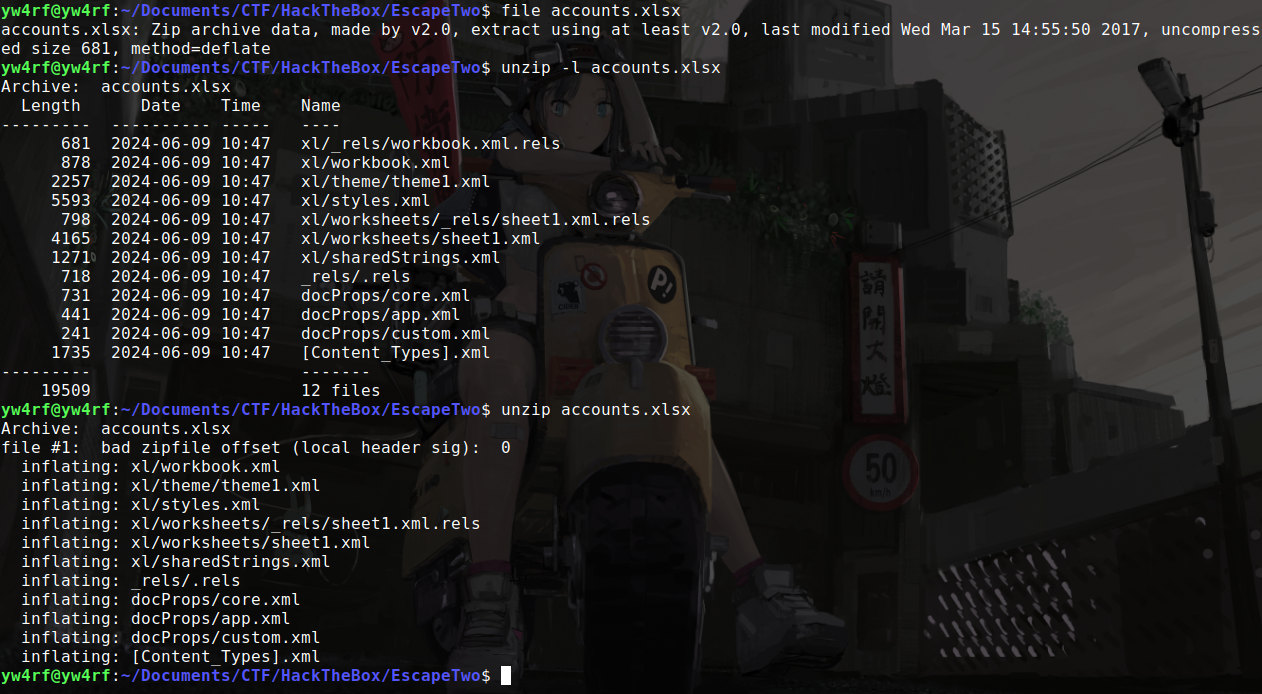 yw4rf@yw4rf:~/Documents/CTF/HackTheBox/EscapeTwo$ file accounts.xlsx
accounts.xlsx: Zip archive data, made by v2.0, extract using at least v2.0, last modified Wed Mar 15 14:55:50 2017, uncompress
ed size 681, method=deflate
yw4rf@yw4rf:~/Documents/CTF/HackTheBox/EscapeTwo$ unzip -l accounts.xlsx
Archive:  accounts.xlsx
  Length      Date    Time    Name
---------  ---------- -----   ----
      681  2024-06-09 10:47   xl/_rels/workbook.xml.rels
      878  2024-06-09 10:47   xl/workbook.xml
     2257  2024-06-09 10:47   xl/theme/theme1.xml
     5593  2024-06-09 10:47   xl/styles.xml
      798  2024-06-09 10:47   xl/worksheets/_rels/sheet1.xml.rels
     4165  2024-06-09 10:47   xl/worksheets/sheet1.xml
     1271  2024-06-09 10:47   xl/sharedStrings.xml
      718  2024-06-09 10:47   _rels/.rels
      731  2024-06-09 10:47   docProps/core.xml
      441  2024-06-09 10:47   docProps/app.xml
      241  2024-06-09 10:47   docProps/custom.xml
     1735  2024-06-09 10:47   [Content_Types].xml
---------                     -------
    19509                     12 files
yw4rf@yw4rf:~/Documents/CTF/HackTheBox/EscapeTwo$ unzip accounts.xlsx
Archive:  accounts.xlsx
file #1:  bad zipfile offset (local header sig):  0
  inflating: xl/workbook.xml
  inflating: xl/theme/theme1.xml
  inflating: xl/styles.xml
  inflating: xl/worksheets/_rels/sheet1.xml.rels
  inflating: xl/worksheets/sheet1.xml
  inflating: xl/sharedStrings.xml
  inflating: _rels/.rels
  inflating: docProps/core.xml
  inflating: docProps/app.xml
  inflating: docProps/custom.xml
  inflating: [Content_Types].xml
yw4rf@yw4rf:~/Documents/CTF/HackTheBox/EscapeTwo$
P!
請開大燈
50
km/h